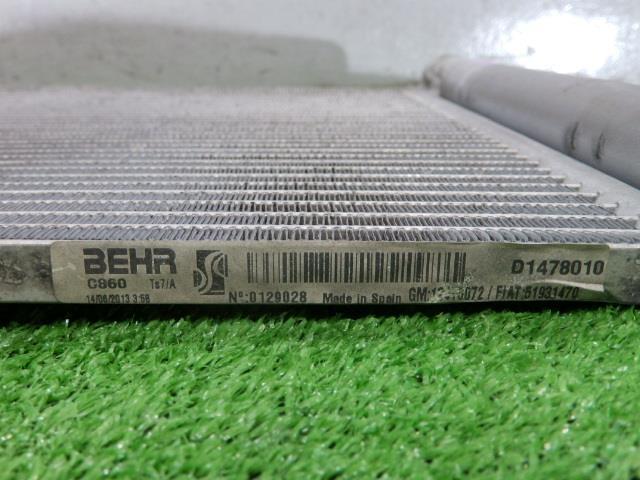 BEHR
D1478010
C860 Ts7/A
14/06/2013 3:58
Nº:0129028 Made in Spain / FIAT:51931470